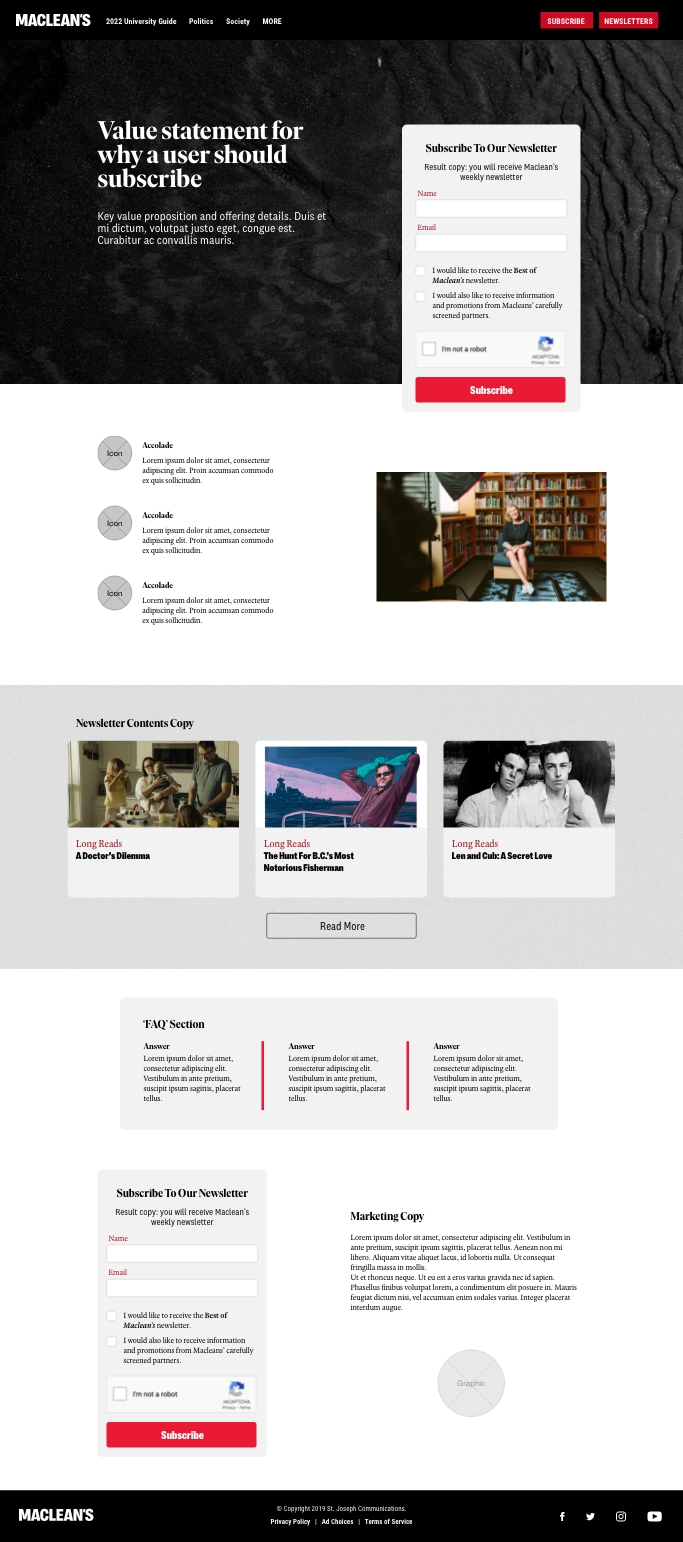 MACLEAN'S
2022 University Guide Politics Society MORE
SUBSCRIBE NEWSLETTERS
Value statement for
why a user should
subscribe
Key value proposition and offering details. Duis et
mi dictum, volutpat justo eget, congue est.
Curabitur ac convallis mauris.
Subscribe To Our Newsletter
Result copy: you will receive Maclean's
weekly newsletter
Name
Email
I would like to receive the Best of
Maclean's newsletter.
I would also like to receive information
and promotions from Macleans' carefully
screened partners.
I'm not a robot
reCAPTCHA
Privacy - Terms
Subscribe
Icon
Accolade
Lorem ipsum dolor sit amet, consectetur
adipiscing elit. Proin accumsan commodo
ex quis sollicitudin.
Icon
Accolade
Lorem ipsum dolor sit amet, consectetur
adipiscing elit. Proin accumsan commodo
ex quis sollicitudin.
Icon
Accolade
Lorem ipsum dolor sit amet, consectetur
adipiscing elit. Proin accumsan commodo
ex quis sollicitudin.
Newsletter Contents Copy
Long Reads
A Doctor's Dilemma
Long Reads
The Hunt For B.C.'s Most
Notorious Fisherman
Long Reads
Len and Cub: A Secret Love
Read More
'FAQ' Section
Answer
Lorem ipsum dolor sit amet,
consectetur adipiscing elit.
Vestibulum in ante pretium,
suscipit ipsum sagittis, placerat
tellus.
Answer
Lorem ipsum dolor sit amet,
consectetur adipiscing elit.
Vestibulum in ante pretium,
suscipit ipsum sagittis, placerat
tellus.
Answer
Lorem ipsum dolor sit amet,
consectetur adipiscing elit.
Vestibulum in ante pretium,
suscipit ipsum sagittis, placerat
tellus.
Subscribe To Our Newsletter
Result copy: you will receive Maclean's
weekly newsletter
Name
Email
I would like to receive the Best of
Maclean's newsletter.
I would also like to receive information
and promotions from Macleans' carefully
screened partners.
I'm not a robot
reCAPTCHA
Privacy - Terms
Subscribe
Marketing Copy
Lorem ipsum dolor sit amet, consectetur adipiscing elit. Vestibulum in
ante pretium, suscipit ipsum sagittis, placerat tellus. Aenean non mi
libero. Aliquam vitae aliquet lacus, id lobortis nulla. Ut consequat
fringilla massa in mollis.
Ut et rhoncus neque. Ut eu est a eros varius gravida nec id sapien.
Phasellus finibus volutpat lorem, a condimentum elit posuere in. Mauris
feugiat dictum nisi, vel accumsan enim sodales varius. Integer placerat
interdum augue.
Graphic
MACLEAN'S
© Copyright 2019 St. Joseph Communications.
Privacy Policy | Ad Choices | Terms of Service